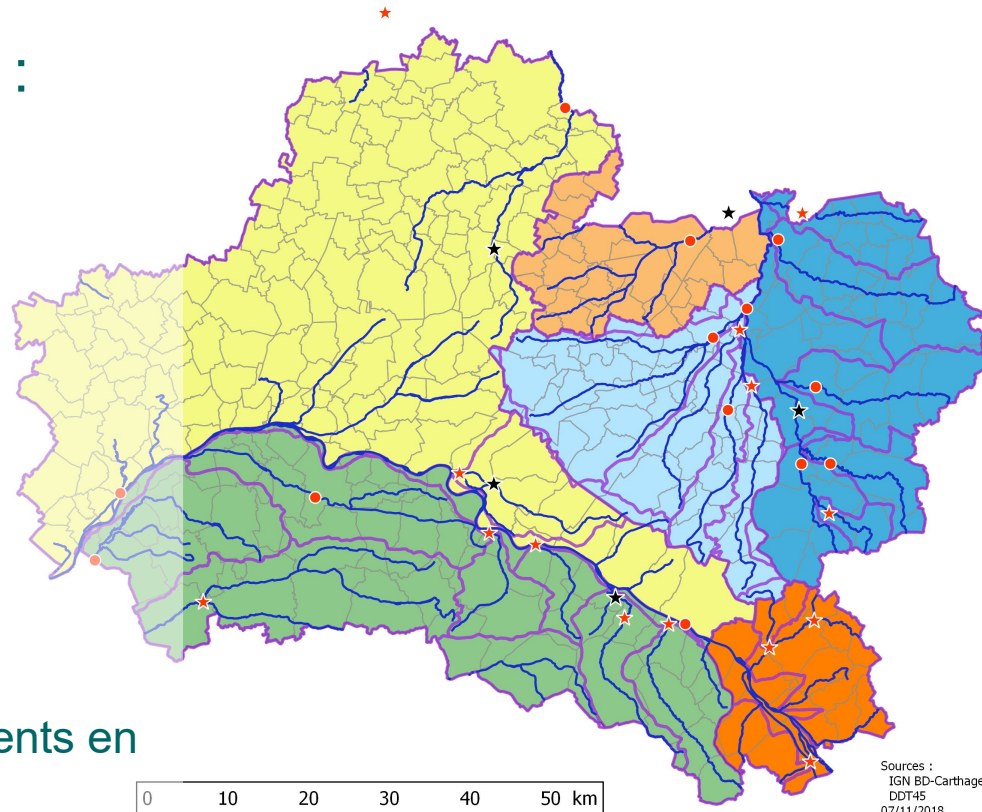 :
ents en
0 10 20 30 40 50 km
Sources :
IGN BD-Carthage
DDT45
07/11/2018